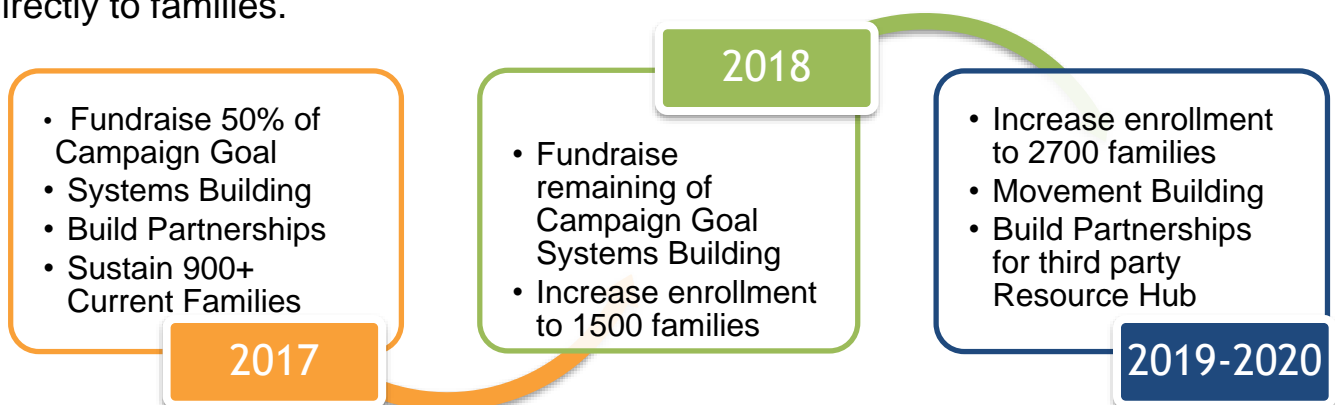 directly to families.
• Fundraise 50% of
Campaign Goal
• Systems Building
• Build Partnerships
• Sustain 900+
Current Families
2017
2018
• Fundraise
remaining of
Campaign Goal
Systems Building
• Increase enrollment
to 1500 families
• Increase enrollment
to 2700 families
• Movement Building
• Build Partnerships
for third party
Resource Hub
2019-2020